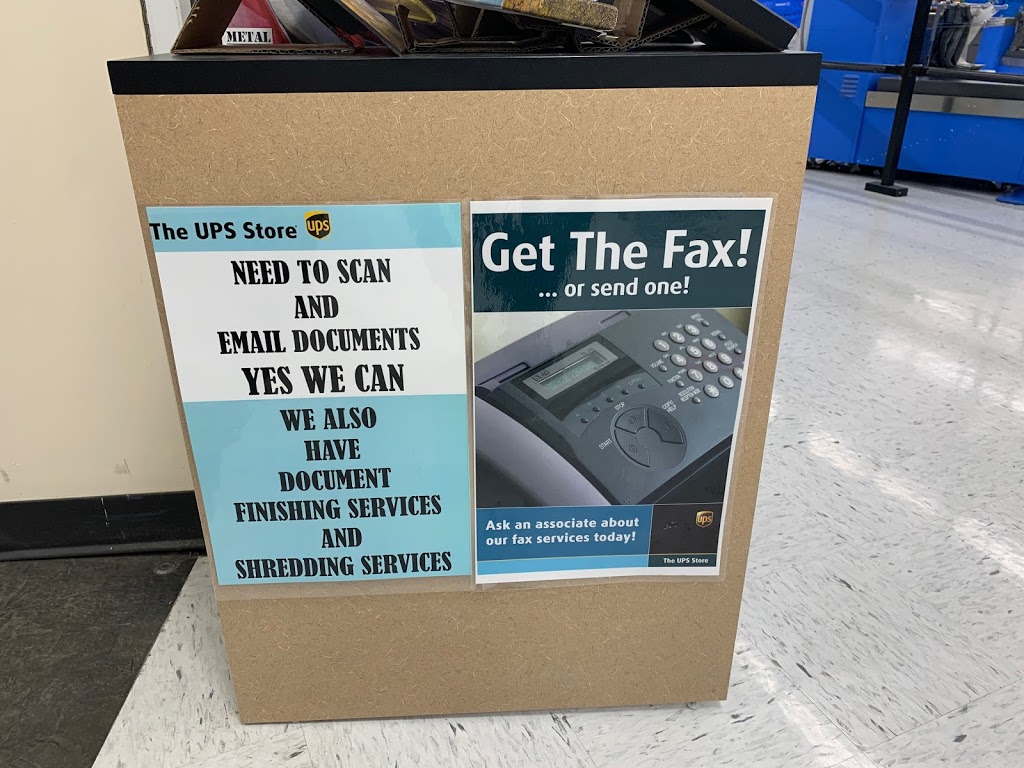 METAL
The UPS Store
ups
NEED TO SCAN
AND
EMAIL DOCUMENTS
YES WE CAN
WE ALSO
HAVE
DOCUMENT
FINISHING SERVICES
AND
SHREDDING SERVICES
Get The Fax!
... or send one!
STOP
START
COPY
HELP
Ask an associate about
our fax services today!
ups
The UPS Store